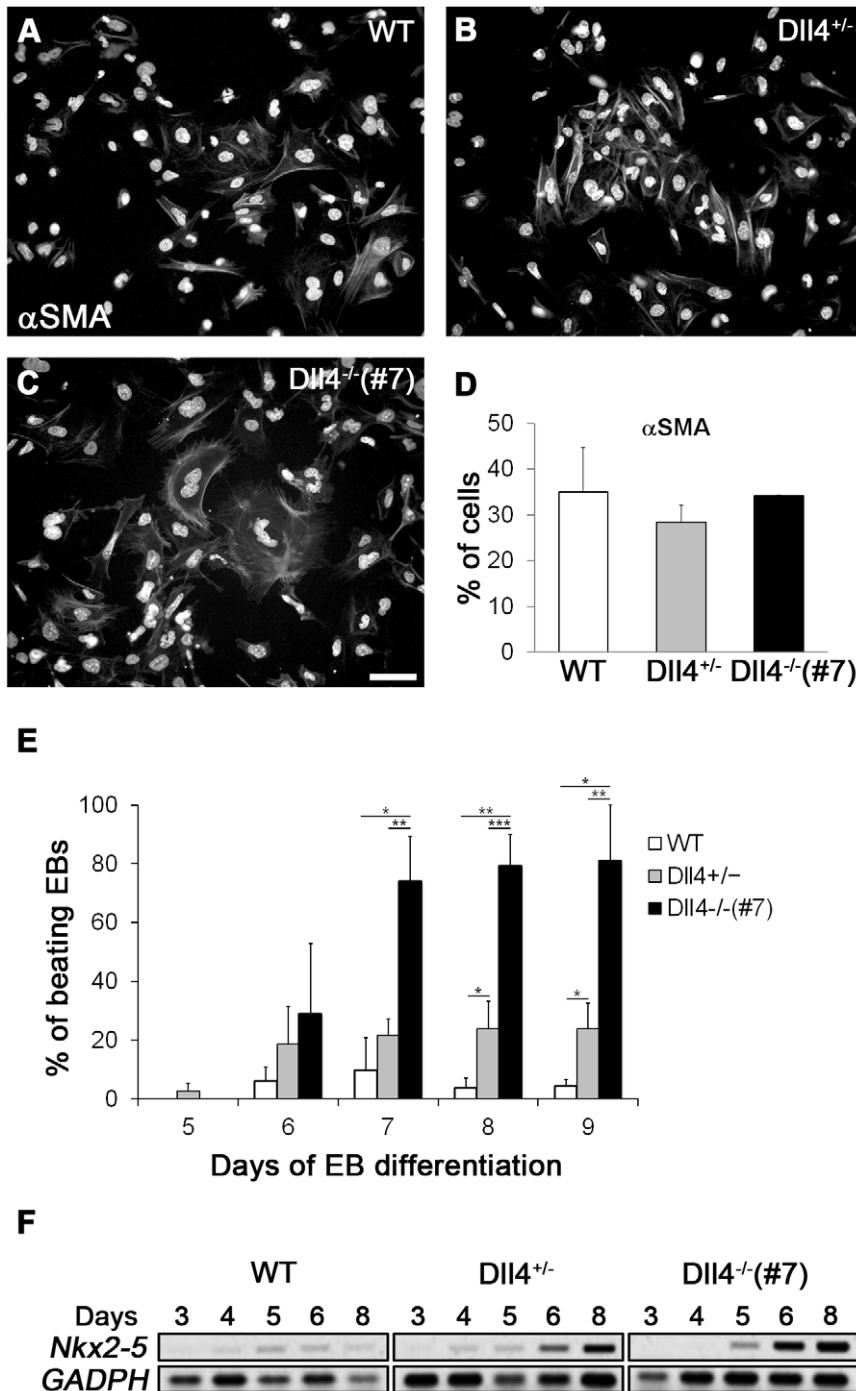 A
WT
αSMA
B
Dll4+/-
C
Dll4-/-(#7)
D
αSMA
% of cells
50
40
30
20
10
0
WT Dll4+/- Dll4-/-(#7)
E
% of beating EBs
100
80
60
40
20
0
* ** ** *** * * ** *
WT
Dll4+/−
Dll4-/-(#7)
5 6 7 8 9
Days of EB differentiation
F
WT Dll4+/- Dll4-/-(#7)
Days 3 4 5 6 8 3 4 5 6 8 3 4 5 6 8
Nkx2-5
GADPH